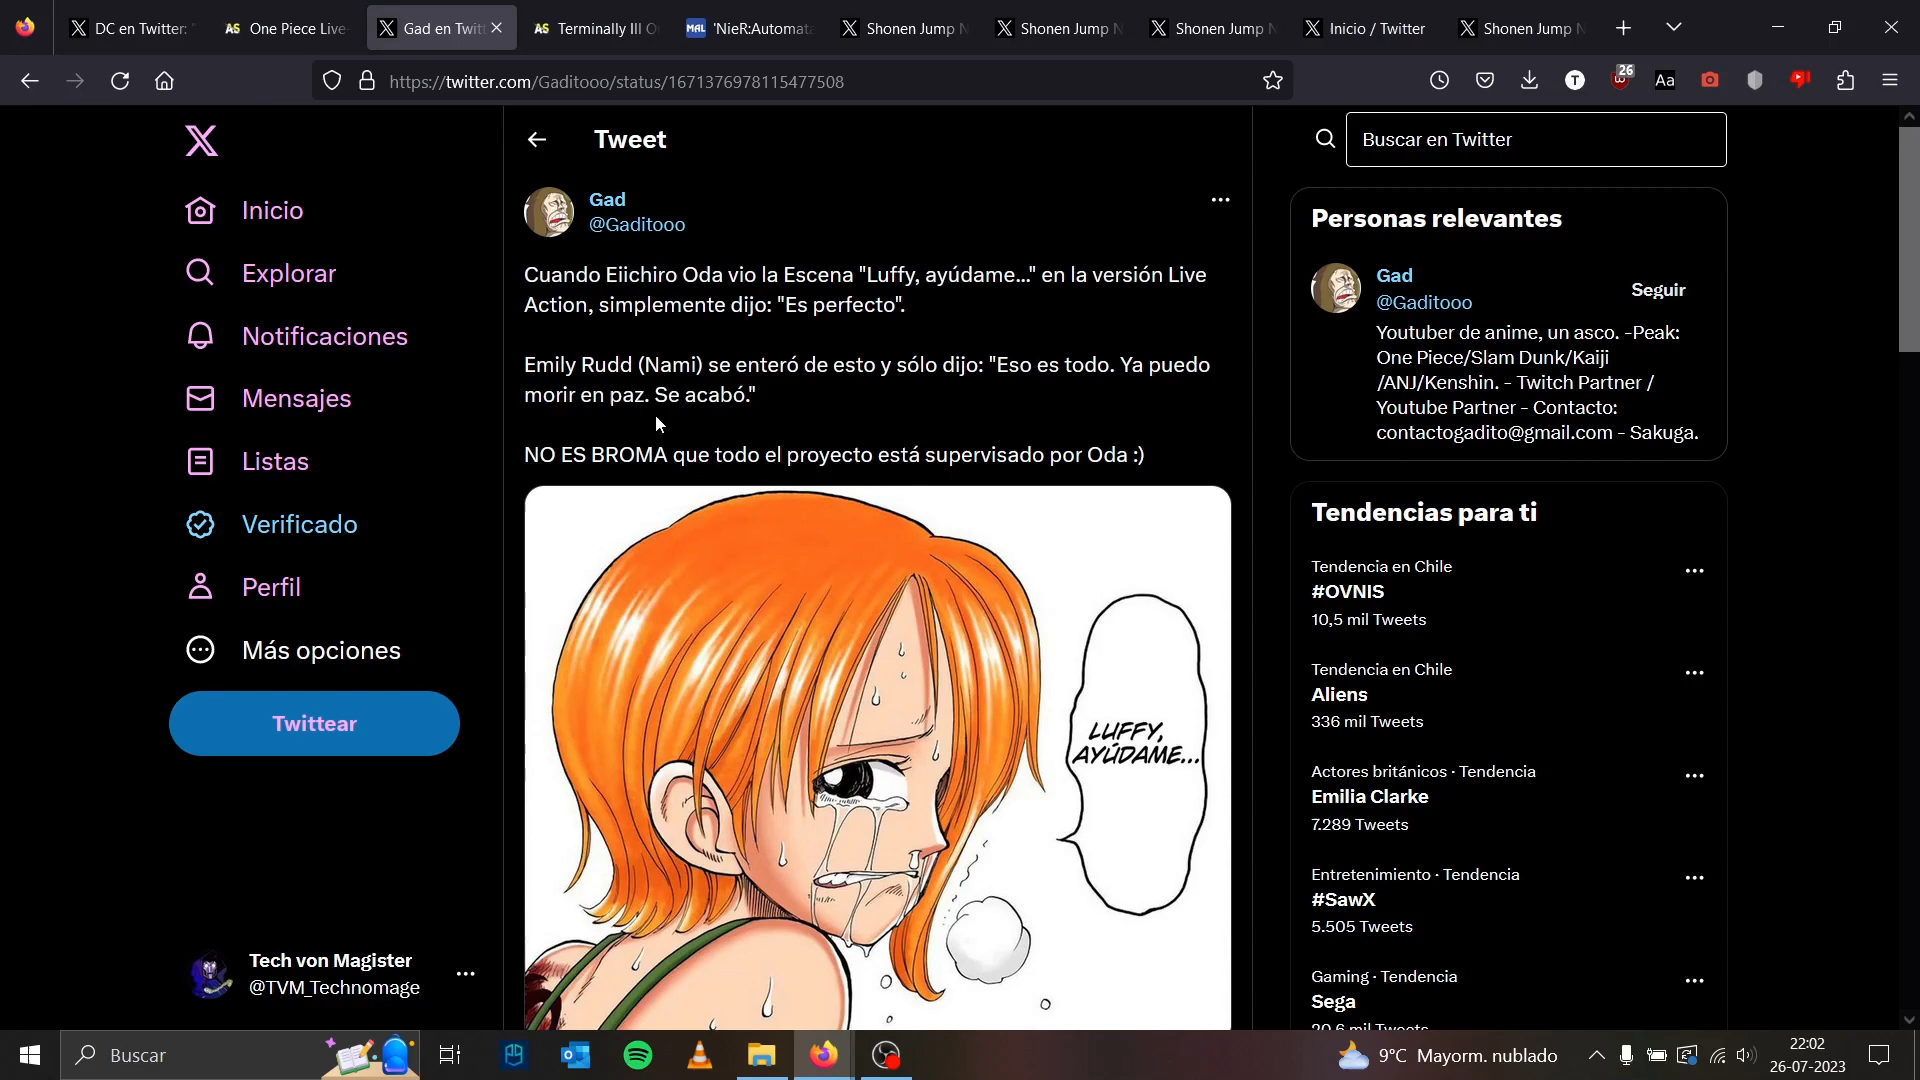 DC en Twitter:
One Piece Live-
Gad en Twit
Terminally Ill O
MAL
'NieR:Automat
Shonen Jump N
Shonen Jump N
Shonen Jump N
Inicio / Twitter
Shonen Jump N
https://twitter.com/Gaditooo/status/1671376978115477508
26
Aa
Inicio
Explorar
Notificaciones
Mensajes
Listas
Verificado
Perfil
Más opciones
Twittear
Tech von Magister
@TVM_Technomage
Tweet
Gad
@Gaditooo
Cuando Eiichiro Oda vio la Escena "Luffy, ayúdame..." en la versión Live
Action, simplemente dijo: "Es perfecto".
Emily Rudd (Nami) se enteró de esto y sólo dijo: "Eso es todo. Ya puedo
morir en paz. Se acabó."
NO ES BROMA que todo el proyecto está supervisado por Oda :)
LUFFY,
AYÚDAME...
Buscar en Twitter
Personas relevantes
Gad
@Gaditooo
Seguir
Youtuber de anime, un asco. -Peak:
One Piece/Slam Dunk/Kaiji
/ANJ/Kenshin. - Twitch Partner /
Youtube Partner - Contacto:
contactogadito@gmail.com - Sakuga.
Tendencias para ti
Tendencia en Chile
#OVNIS
10,5 mil Tweets
Tendencia en Chile
Aliens
336 mil Tweets
Actores británicos · Tendencia
Emilia Clarke
7.289 Tweets
Entretenimiento · Tendencia
#SawX
5.505 Tweets
Gaming · Tendencia
Sega
20,6 mil Tweets
Buscar
9°C Mayorm. nublado
22:02
26-07-2023